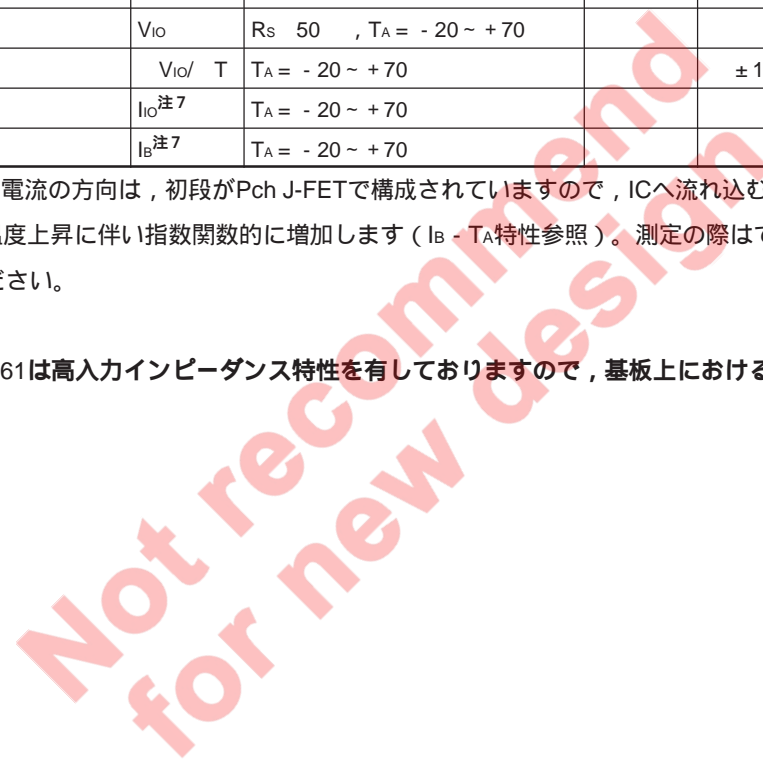 VIO RS 50 , TA = - 20 ~ + 70
VIO/ T TA = - 20 ~ + 70 ± 1
IIO注7 TA = - 20 ~ + 70
IB注7 TA = - 20 ~ + 70
電流の方向は，初段がPch J-FETで構成されていますので，ICへ流れ込む
度上昇に伴い指数関数的に増加します（IB - TA特性参照）。測定の際は
ださい。
61は高入力インピーダンス特性を有しておりますので，基板上における
Not recommend
for new design